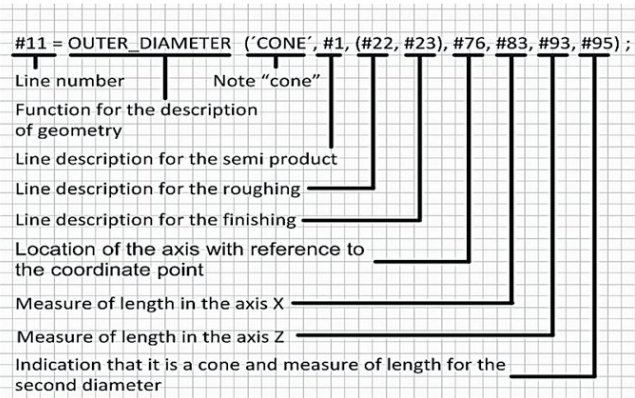 #11 = OUTER_DIAMETER (´CONE´, #1, (#22, #23), #76, #83, #93, #95) ;
Line number
Note “cone”
Function for the description
of geometry
Line description for the semi product
Line description for the roughing
Line description for the finishing
Location of the axis with reference to
the coordinate point
Measure of length in the axis X
Measure of length in the axis Z
Indication that it is a cone and measure of length for the
second diameter